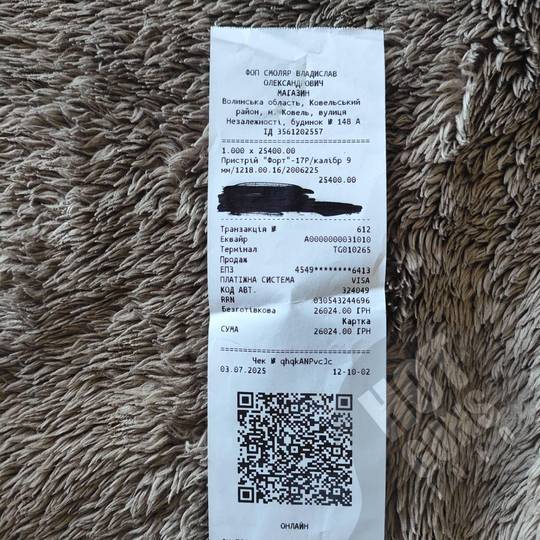 ФОП СМОЛЯР ВЛАДИСЛАВ
ОЛЕКСАНДРОВИЧ
МАГАЗИН
Волинська область, Ковельський
район, м. Ковель, вулиця
Незалежності, будинок № 148 А
ІД 3561202557
1.000 x 25400.00
Пристрій "Форт"-17Р/калібр 9
мм/1218.00.16/2006225
25400.00
Транзакція № 612
Еквайр A0000000031010
Термінал TG010265
Продаж
ЕПЗ 4549********6413
ПЛАТІЖНА СИСТЕМА VISA
КОД АВТ. 324049
RRN 030543244696
Безготівкова 26024.00 ГРН
Картка
СУМА 26024.00 ГРН
Чек № qhqkANPvcJc
03.07.2025 12-10-02
ОНЛАЙН